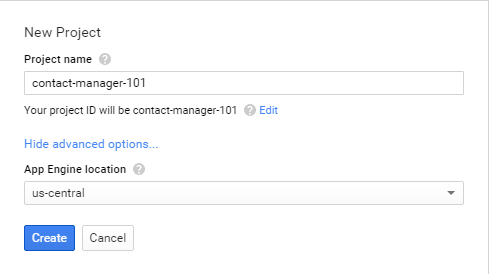 New Project
Project name ?
contact-manager-101
Your project ID will be contact-manager-101 ? Edit
Hide advanced options...
App Engine location ?
us-central
Create Cancel